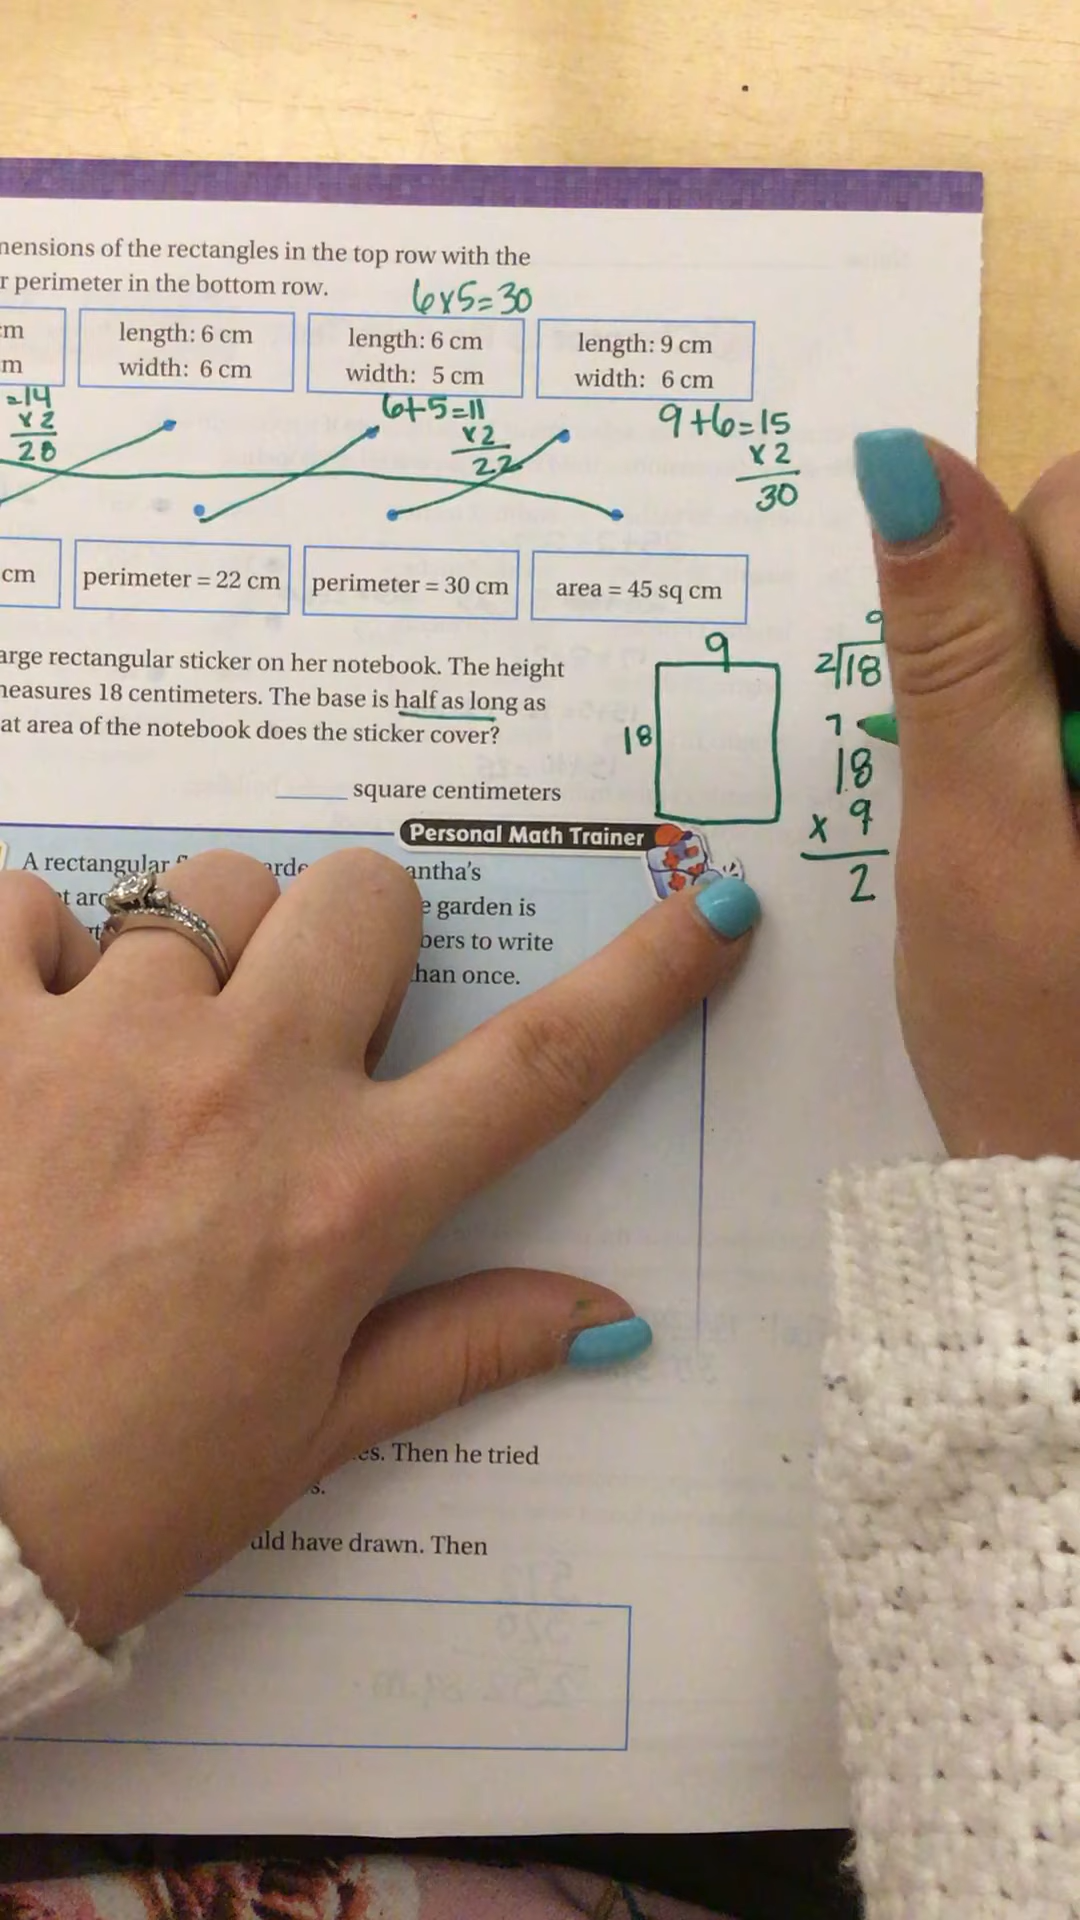 mensions of the rectangles in the top row with the
r perimeter in the bottom row.
6x5=30
cm
m
length: 6 cm
width: 6 cm
length: 6 cm
width: 5 cm
length: 9 cm
width: 6 cm
=14
x2
28
6+5=11
x2
22
9+6=15
x2
30
cm
perimeter = 22 cm
perimeter = 30 cm
area = 45 sq cm
arge rectangular sticker on her notebook. The height
measures 18 centimeters. The base is half as long as
at area of the notebook does the sticker cover?
square centimeters
9
18
9
2)18
7
18
x 9
2
Personal Math Trainer
A rectangular antha's
e garden is
bers to write
han once.
es. Then he tried
s.
uld have drawn. Then